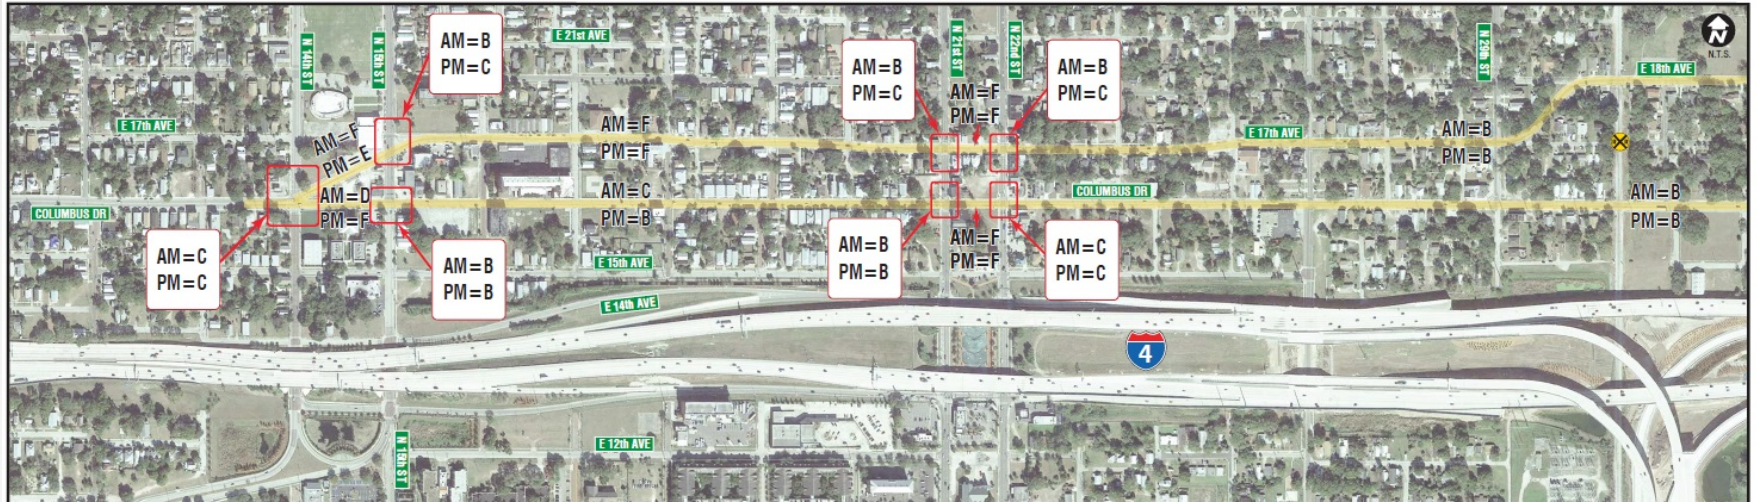 N
N.T.S.
E 21st AVE
N 14th ST
N 15th ST
AM=B
PM=C
AM=B
PM=C
N 21st ST
N 22nd ST
AM=B
PM=C
N 29th ST
E 18th AVE
AM=F
PM=F
E 17th AVE
AM=F
PM=E
AM=F
PM=F
E 17th AVE
AM=B
PM=B
COLUMBUS DR
AM=D
PM=F
AM=C
PM=B
COLUMBUS DR
AM=B
PM=B
AM=C
PM=C
AM=B
PM=B
E 15th AVE
AM=B
PM=B
AM=F
PM=F
AM=C
PM=C
E 14th AVE
4
N 15th ST
E 12th AVE